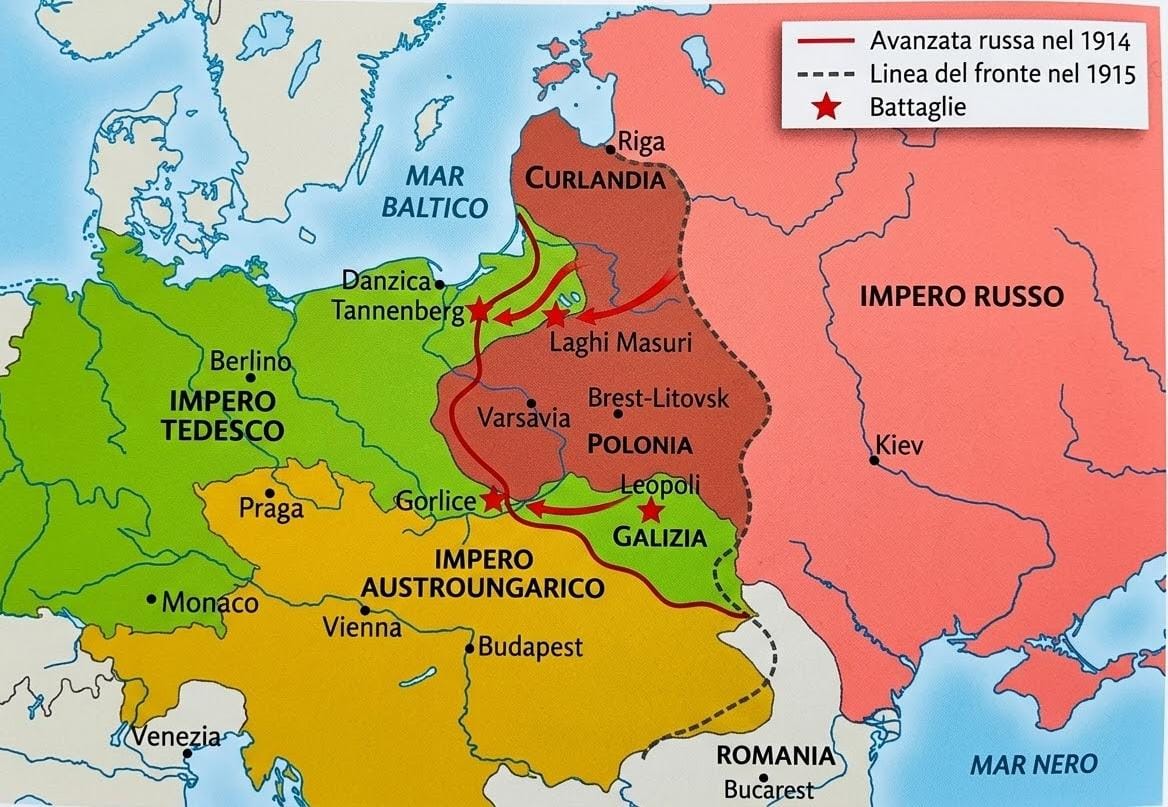 Avanzata russa nel 1914
Linea del fronte nel 1915
Battaglie
Riga
CURLANDIA
MAR
BALTICO
Danzica
Tannenberg
IMPERO RUSSO
Laghi Masuri
Berlino
IMPERO
TEDESCO
Varsavia
Brest-Litovsk
POLONIA
Kiev
Praga
Gorlice
Leopoli
GALIZIA
IMPERO
AUSTROUNGARICO
Monaco
Vienna
Budapest
Venezia
ROMANIA
Bucarest
MAR NERO